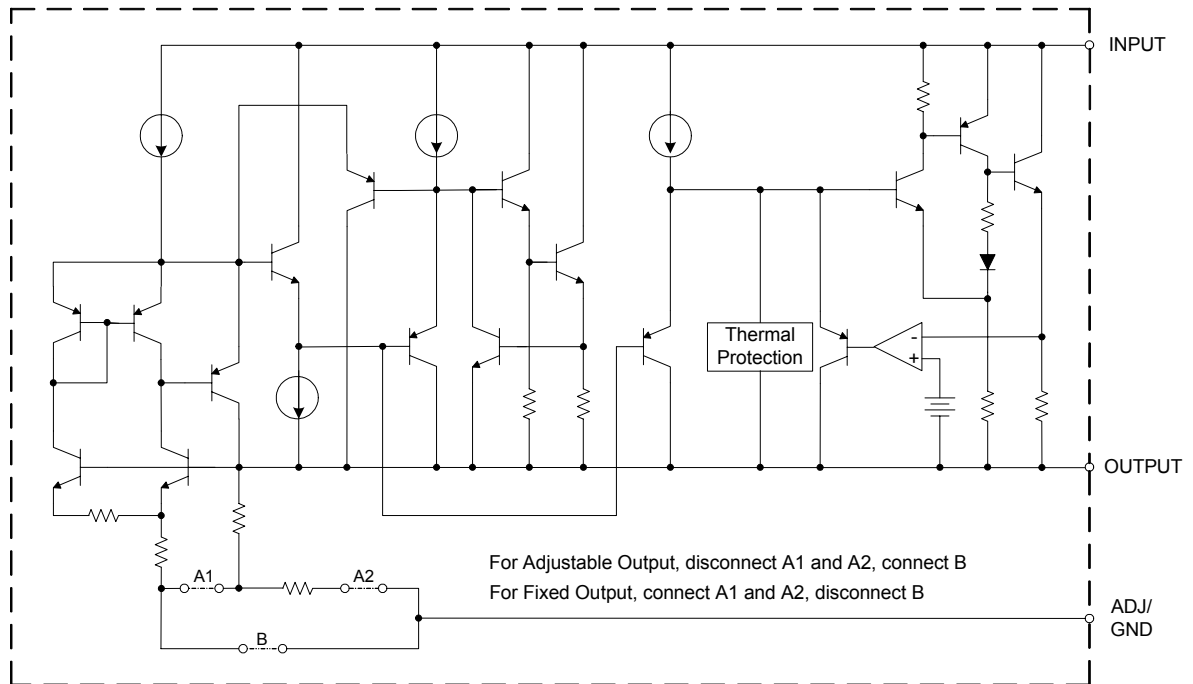 INPUT
Thermal
Protection
-
+
OUTPUT
For Adjustable Output, disconnect A1 and A2, connect B
A1
A2
For Fixed Output, connect A1 and A2, disconnect B
ADJ/
GND
B